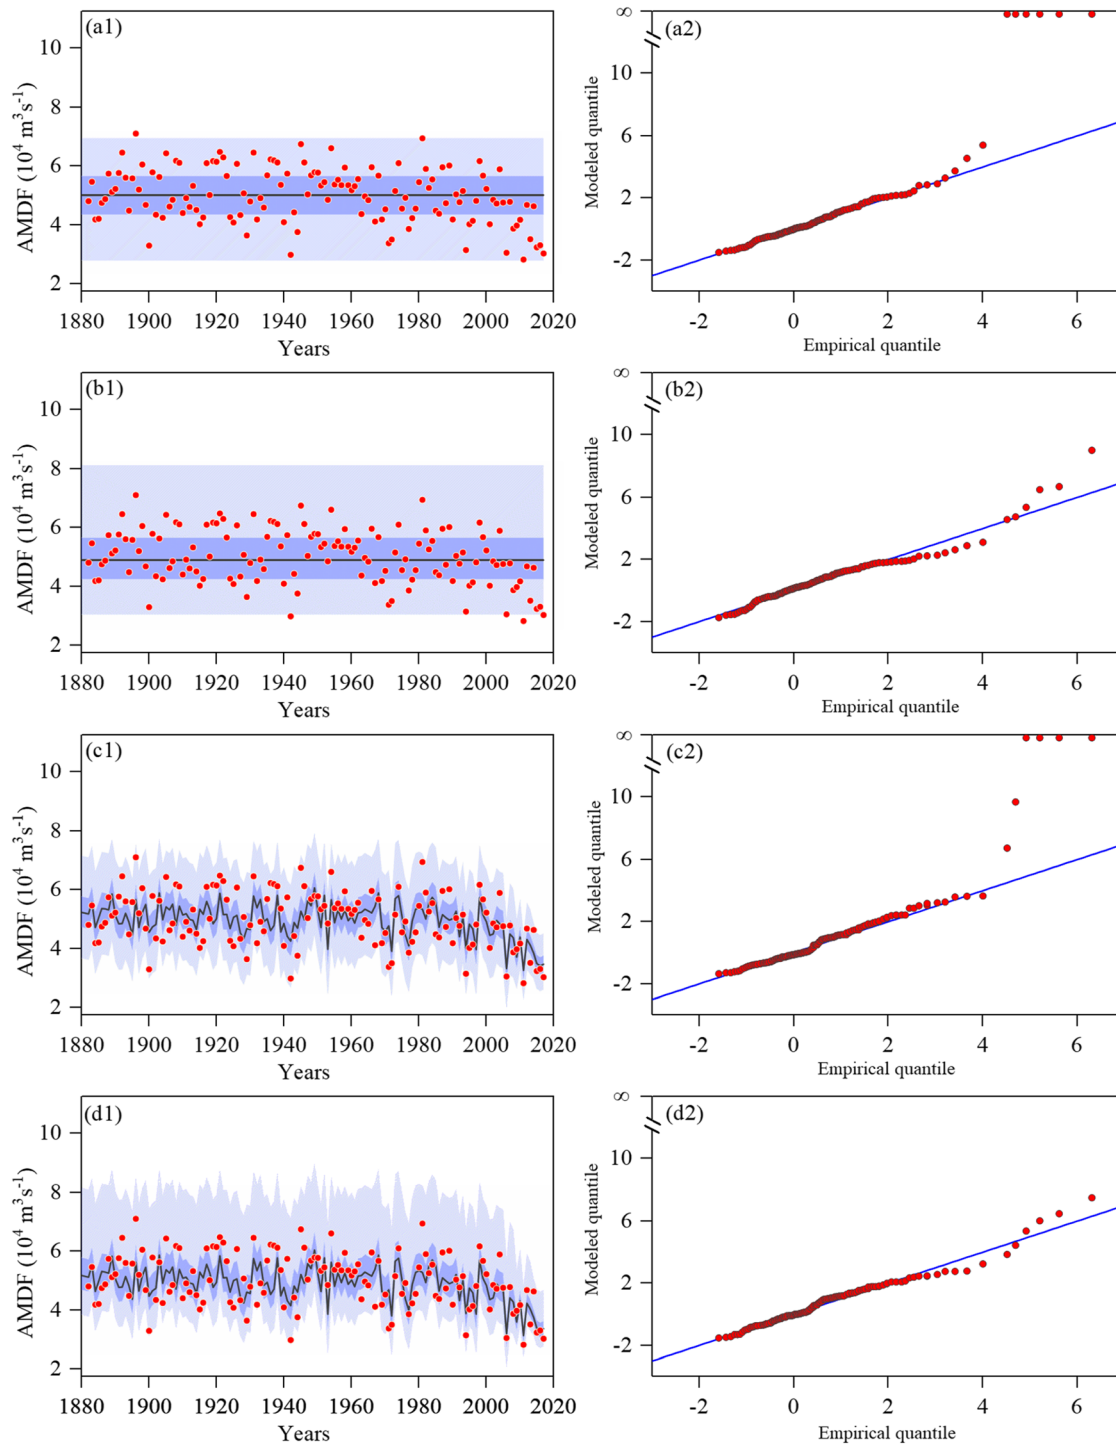 (a1)
10
8
6
4
2
AMDF (10⁴ m³s⁻¹)
1880 1900 1920 1940 1960 1980 2000 2020
Years
(a2)
∞
10
6
2
-2
Modeled quantile
-2 0 2 4 6
Empirical quantile
(b1)
10
8
6
4
2
AMDF (10⁴ m³s⁻¹)
1880 1900 1920 1940 1960 1980 2000 2020
Years
(b2)
∞
10
6
2
-2
Modeled quantile
-2 0 2 4 6
Empirical quantile
(c1)
10
8
6
4
2
AMDF (10⁴ m³s⁻¹)
1880 1900 1920 1940 1960 1980 2000 2020
Years
(c2)
∞
10
6
2
-2
Modeled quantile
-2 0 2 4 6
Empirical quantile
(d1)
10
8
6
4
2
AMDF (10⁴ m³s⁻¹)
1880 1900 1920 1940 1960 1980 2000 2020
Years
(d2)
∞
10
6
2
-2
Modeled quantile
-2 0 2 4 6
Empirical quantile